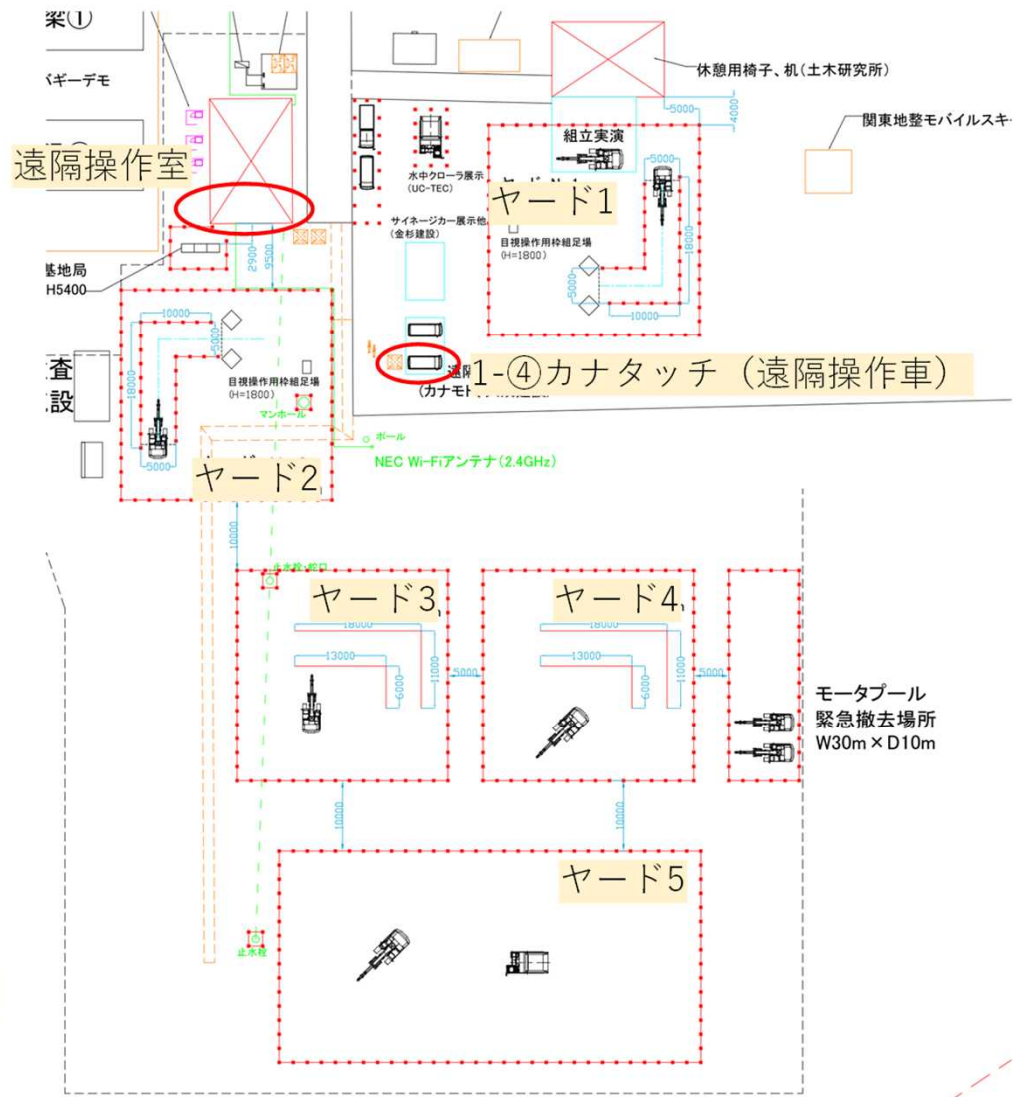 梁①
バギーデモ
遠隔操作室
基地局
H5400
査
設
休憩用椅子、机(土木研究所)
5000
4000
関東地整モバイルスキ
組立実演
水中クローラ展示
(UC-TEC)
ヤード1
サイネージカー展示他
(金杉建設)
目視操作用枠組足場
(H=1800)
5000
18000
5000
10000
2900
9500
1-④カナタッチ（遠隔操作車）
10000
5000
18000
5000
目視操作用枠組足場
(H=1800)
マンホール
ポール
NEC Wi-Fiアンテナ(2.4GHz)
ヤード2
10000
止水栓・蛇口
ヤード3
18000
13000
11000
6000
5000
ヤード4
18000
13000
11000
6000
5000
モータプール
緊急撤去場所
W30m×D10m
10000
10000
ヤード5
止水栓